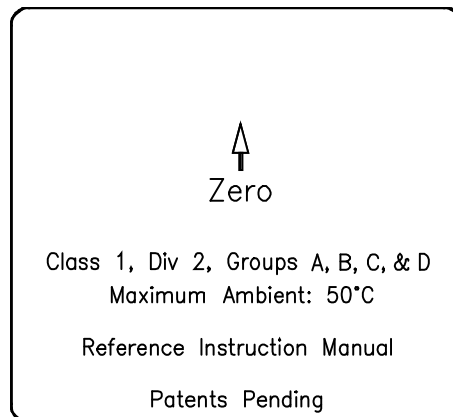 Zero
Class 1, Div 2, Groups A, B, C, & D
Maximum Ambient: 50°C
Reference Instruction Manual
Patents Pending